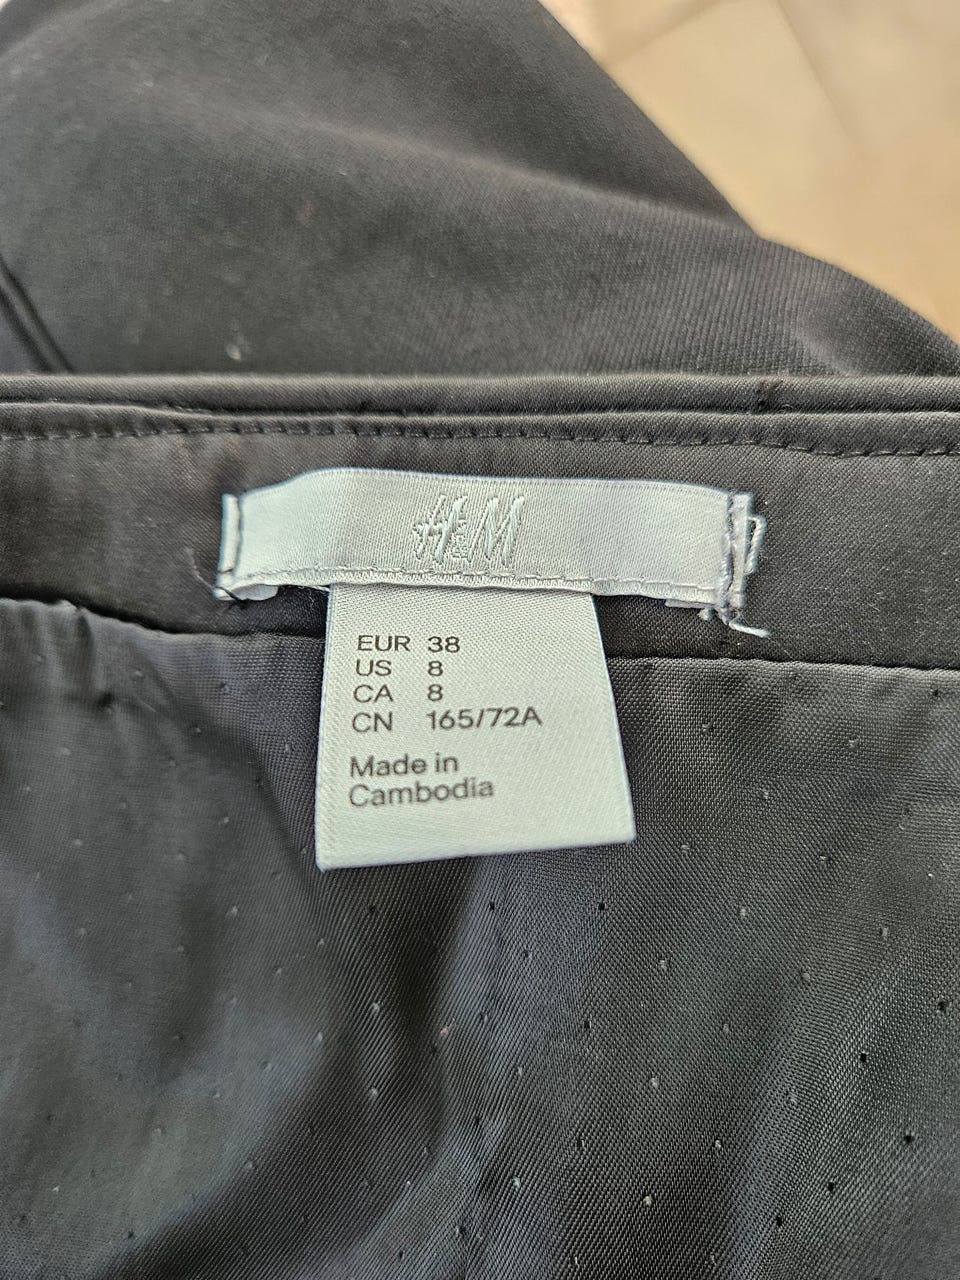 H&M
EUR 38
US 8
CA 8
CN 165/72A
Made in
Cambodia